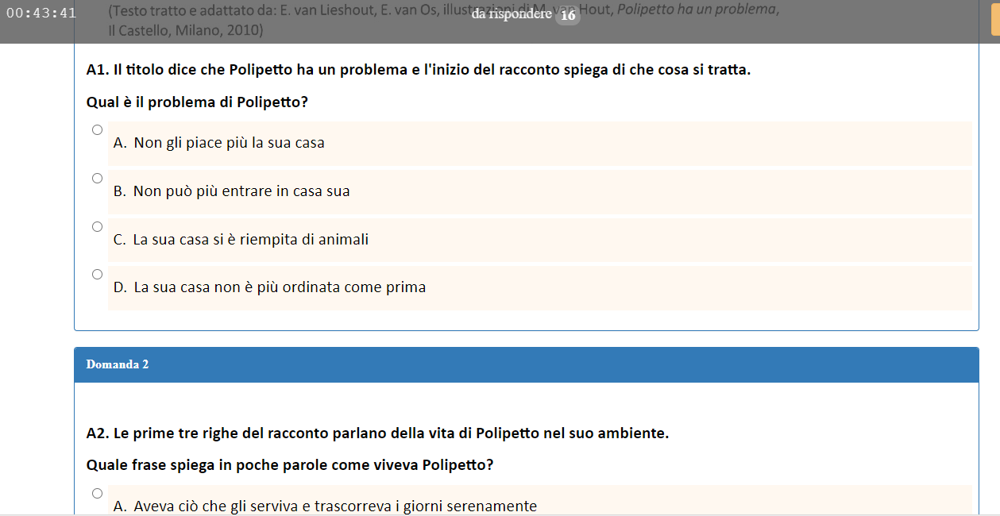 00:43:41
da rispondere 16
(Testo tratto e adattato da: E. van Lieshout, E. van Os, illustrazioni di M. van Hout, Polipetto ha un problema,
Il Castello, Milano, 2010)
A1. Il titolo dice che Polipetto ha un problema e l'inizio del racconto spiega di che cosa si tratta.
Qual è il problema di Polipetto?
A. Non gli piace più la sua casa
B. Non può più entrare in casa sua
C. La sua casa si è riempita di animali
D. La sua casa non è più ordinata come prima
Domanda 2
A2. Le prime tre righe del racconto parlano della vita di Polipetto nel suo ambiente.
Quale frase spiega in poche parole come viveva Polipetto?
A. Aveva ciò che gli serviva e trascorreva i giorni serenamente